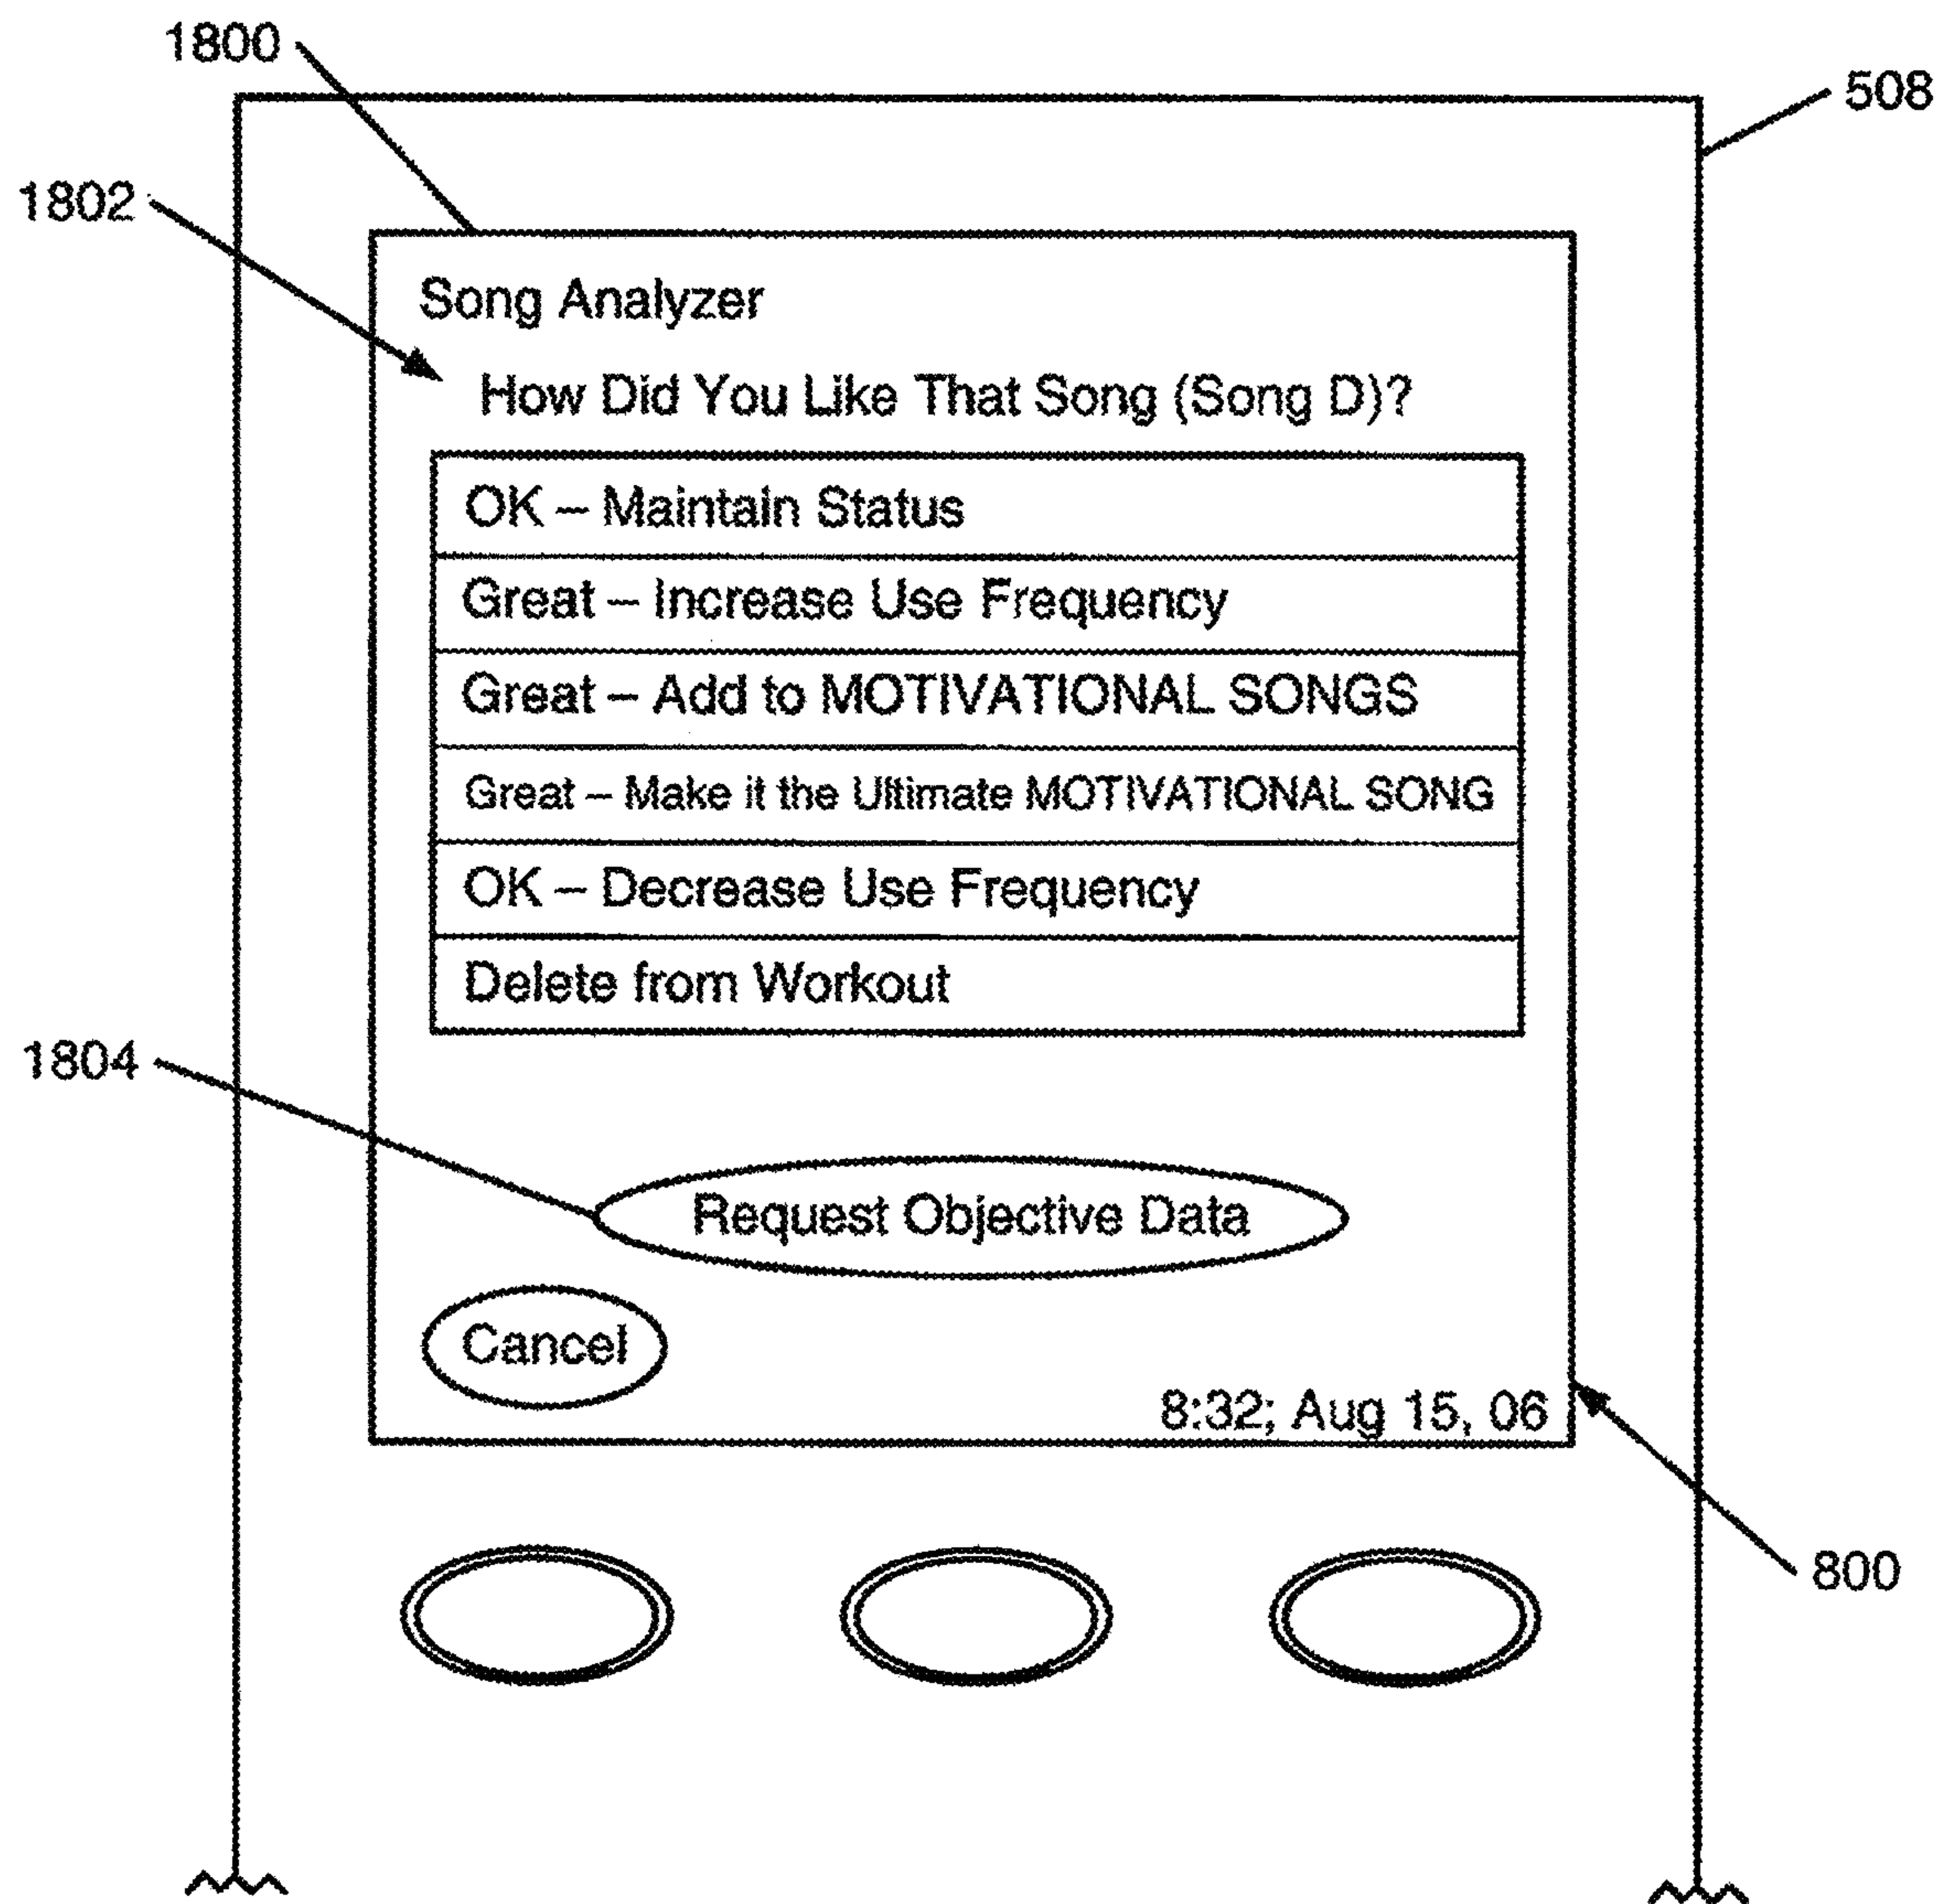 1800
508
1802
Song Analyzer
How Did You Like That Song (Song D)?
OK – Maintain Status
Great – Increase Use Frequency
Great – Add to MOTIVATIONAL SONGS
Great – Make it the Ultimate MOTIVATIONAL SONG
OK – Decrease Use Frequency
Delete from Workout
1804
Request Objective Data
Cancel
8:32; Aug 15, 06
800